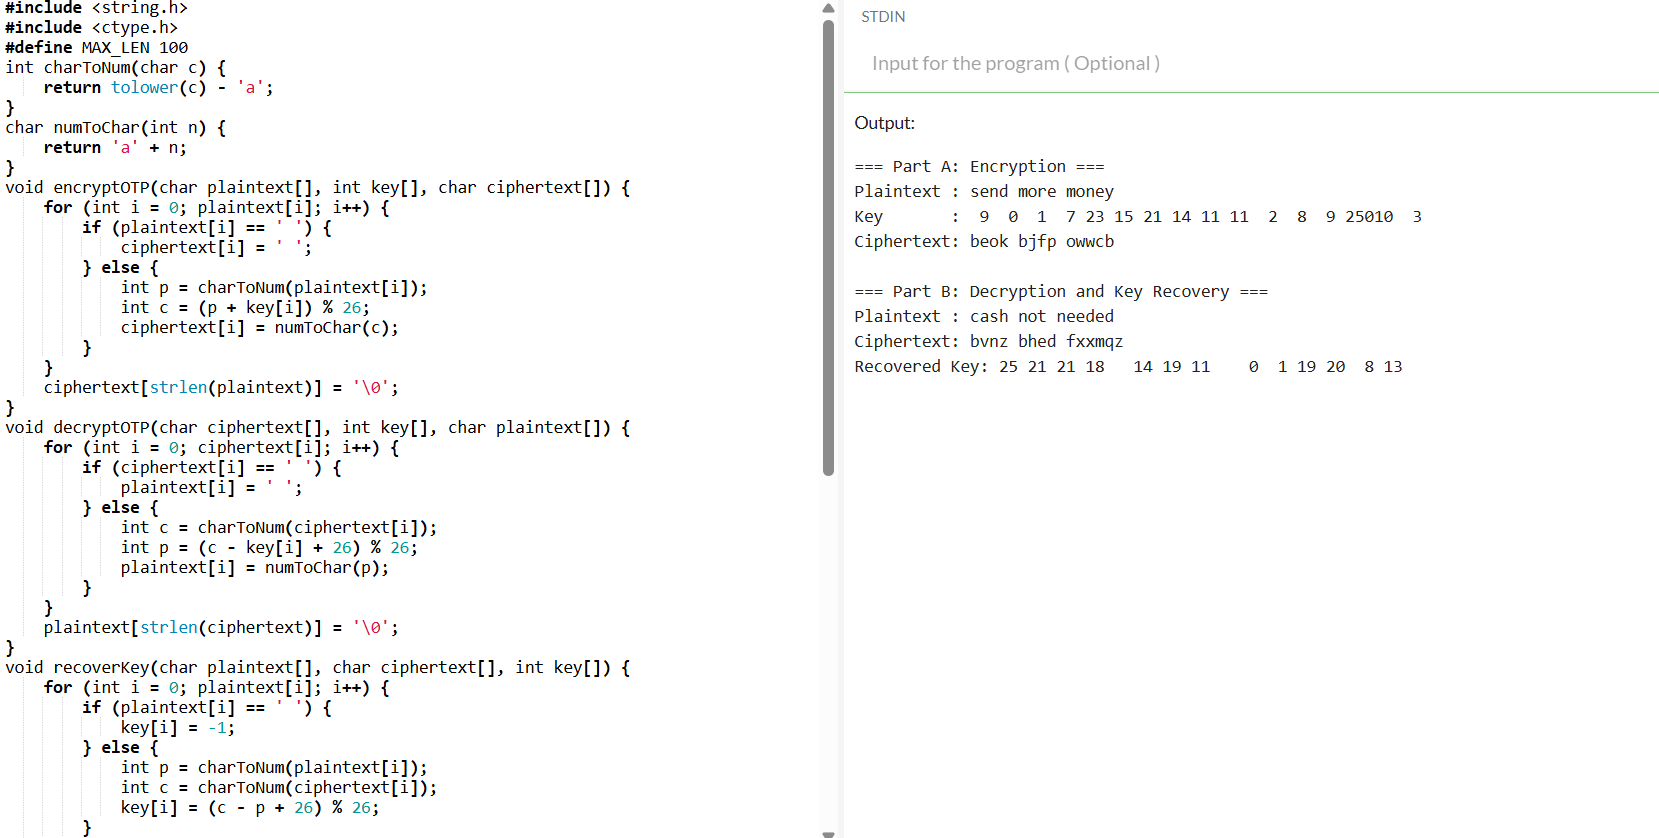 #include <string.h>
#include <ctype.h>
#define MAX_LEN 100
int charToNum(char c) {
    return tolower(c) - 'a';
}
char numToChar(int n) {
    return 'a' + n;
}
void encryptOTP(char plaintext[], int key[], char ciphertext[]) {
    for (int i = 0; plaintext[i]; i++) {
        if (plaintext[i] == ' ') {
            ciphertext[i] = ' ';
        } else {
            int p = charToNum(plaintext[i]);
            int c = (p + key[i]) % 26;
            ciphertext[i] = numToChar(c);
        }
    }
    ciphertext[strlen(plaintext)] = '\0';
}
void decryptOTP(char ciphertext[], int key[], char plaintext[]) {
    for (int i = 0; ciphertext[i]; i++) {
        if (ciphertext[i] == ' ') {
            plaintext[i] = ' ';
        } else {
            int c = charToNum(ciphertext[i]);
            int p = (c - key[i] + 26) % 26;
            plaintext[i] = numToChar(p);
        }
    }
    plaintext[strlen(ciphertext)] = '\0';
}
void recoverKey(char plaintext[], char ciphertext[], int key[]) {
    for (int i = 0; plaintext[i]; i++) {
        if (plaintext[i] == ' ') {
            key[i] = -1;
        } else {
            int p = charToNum(plaintext[i]);
            int c = charToNum(ciphertext[i]);
            key[i] = (c - p + 26) % 26;
        }
STDIN
Input for the program ( Optional )
Output:
=== Part A: Encryption ===
Plaintext : send more money
Key       :  9  0  1  7 23 15 21 14 11 11  2  8  9 25010  3
Ciphertext: beok bjfp owwcb
=== Part B: Decryption and Key Recovery ===
Plaintext : cash not needed
Ciphertext: bvnz bhed fxxmqz
Recovered Key: 25 21 21 18   14 19 11    0  1 19 20  8 13